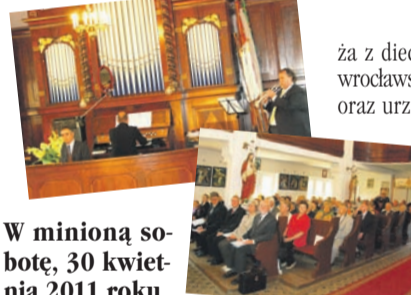 ża z diec
wrocławs
oraz urz
W minioną so-
botę, 30 kwiet-
nia 2011 roku